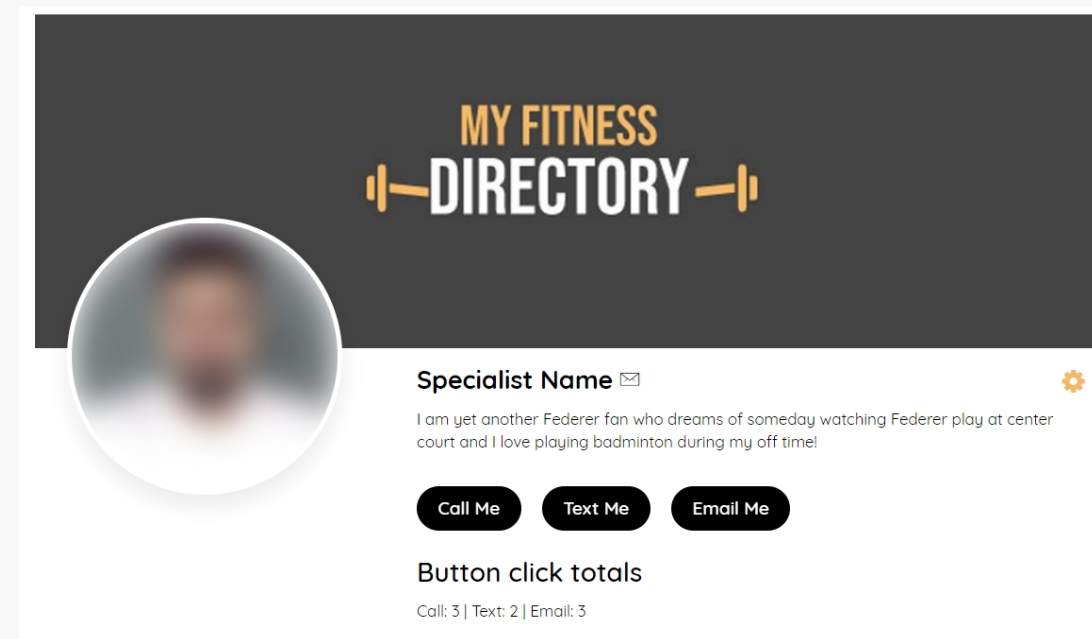 MY FITNESS
DIRECTORY
Specialist Name
I am yet another Federer fan who dreams of someday watching Federer play at center
court and I love playing badminton during my off time!
Call Me Text Me Email Me
Button click totals
Call: 3 | Text: 2 | Email: 3